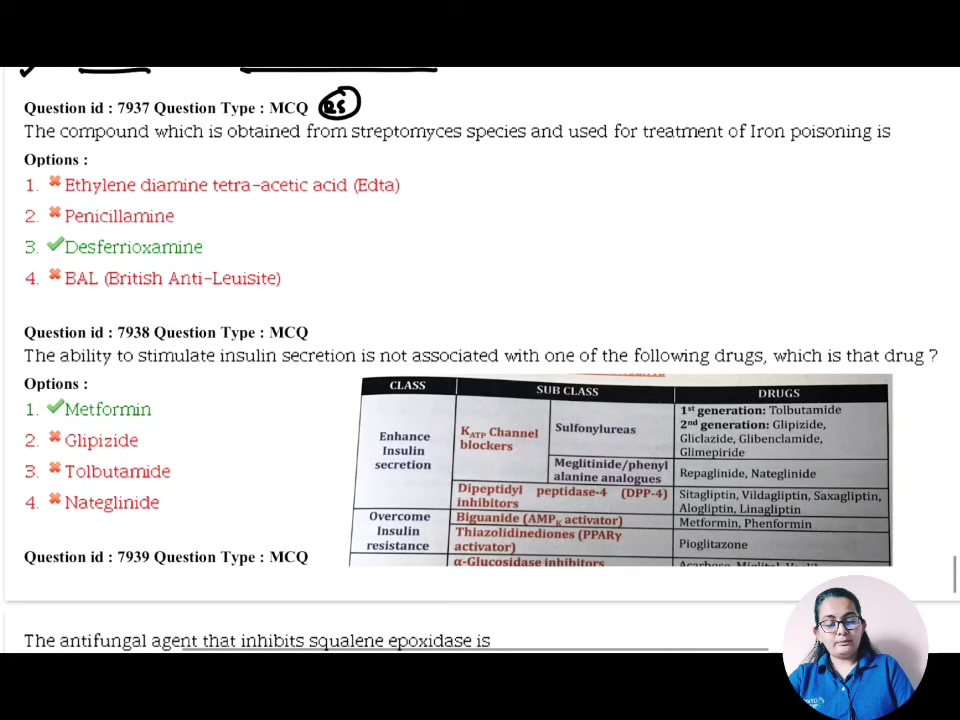 Question id : 7937 Question Type : MCQ 25
The compound which is obtained from streptomyces species and used for treatment of Iron poisoning is
Options :
1. Ethylene diamine tetra-acetic acid (Edta)
2. Penicillamine
3. Desferrioxamine
4. BAL (British Anti-Leuisite)
Question id : 7938 Question Type : MCQ
The ability to stimulate insulin secretion is not associated with one of the following drugs, which is that drug ?
Options :
1. Metformin
2. Glipizide
3. Tolbutamide
4. Nateglinide
CLASS SUB CLASS DRUGS
Enhance
Insulin
secretion
KATP Channel
blockers
Sulfonylureas
1st generation: Tolbutamide
2nd generation: Glipizide,
Gliclazide, Glibenclamide,
Glimepiride
Meglitinide/phenyl
alanine analogues
Repaglinide, Nateglinide
Dipeptidyl peptidase-4 (DPP-4)
inhibitors
Sitagliptin, Vildagliptin, Saxagliptin,
Alogliptin, Linagliptin
Overcome
Insulin
resistance
Biguanide (AMPK activator)
Metformin, Phenformin
Thiazolidinediones (PPARγ
activator)
Pioglitazone
α-Glucosidase inhibitors
Question id : 7939 Question Type : MCQ
The antifungal agent that inhibits squalene epoxidase is